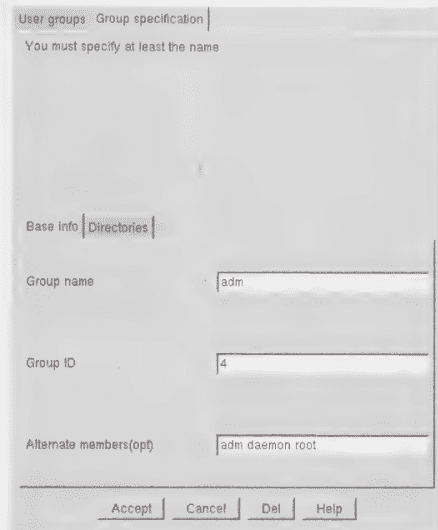 User groups Group specification
You must specify at least the name
Base info Directories
Group name adm
Group ID 4
Alternate members(opt) adm daemon root
Accept Cancel Del Help